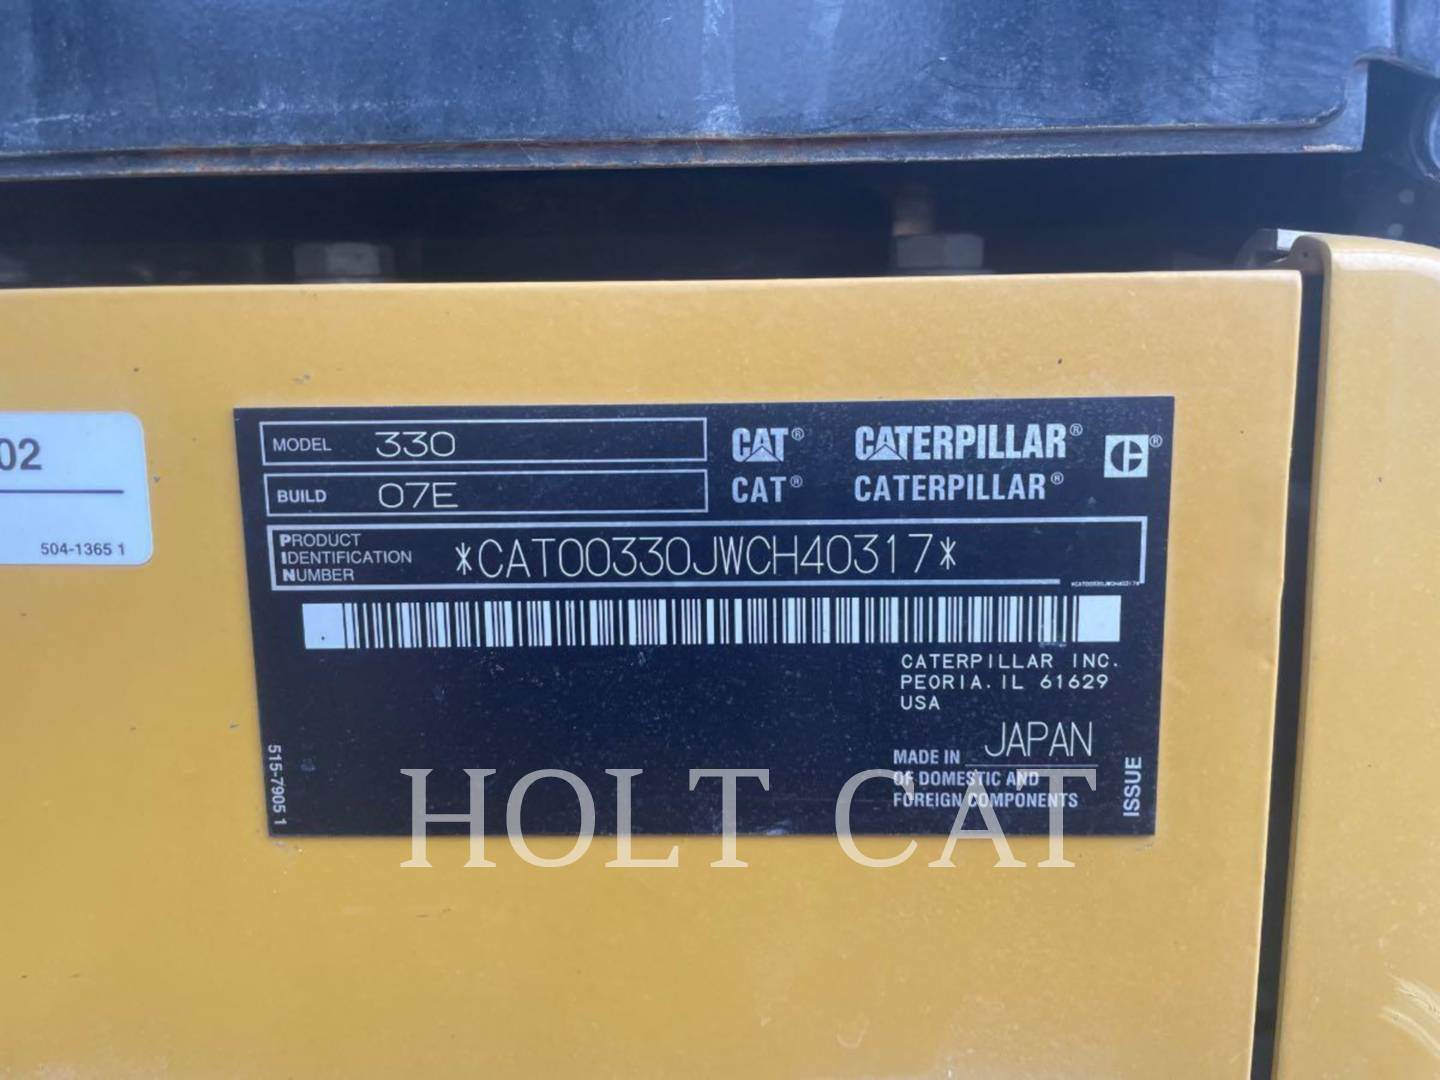 02
504-1365 1
MODEL 330
CAT® CATERPILLAR® ®
BUILD 07E
CAT® CATERPILLAR®
PRODUCT
IDENTIFICATION
NUMBER
*CAT00330JWCH40317*
*CAT00330JWCH40317*
CATERPILLAR INC.
PEORIA, IL 61629
USA
MADE IN JAPAN
OF DOMESTIC AND
FOREIGN COMPONENTS
ISSUE
515-7905 1
HOLT CAT